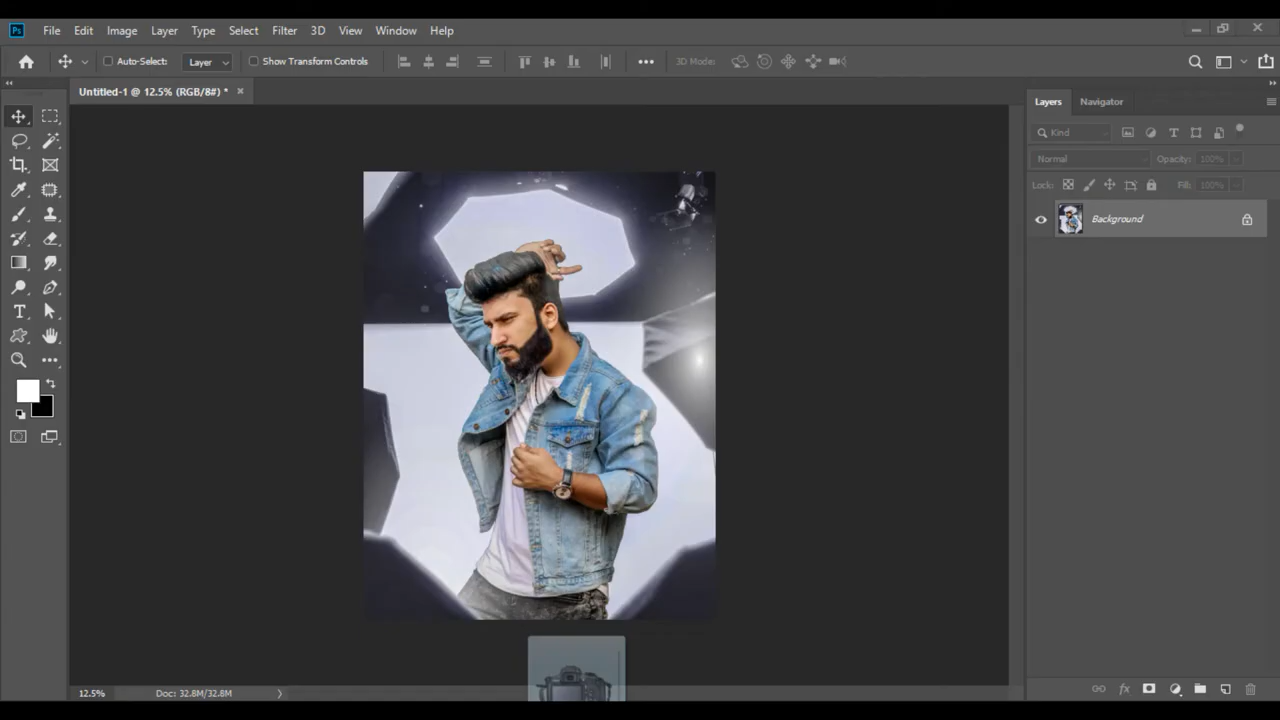 Ps File Edit Image Layer Select Type Filter 3D View Window Help
Auto-Select: Layer Show Transform Controls 3D Mode:
Untitled-1 @ 12.5% (RGB/8#) *
Layers Navigator
Kind
Normal Opacity: 100%
Lock: Fill: 100%
Background
12.5% Doc: 32.8M/32.8M